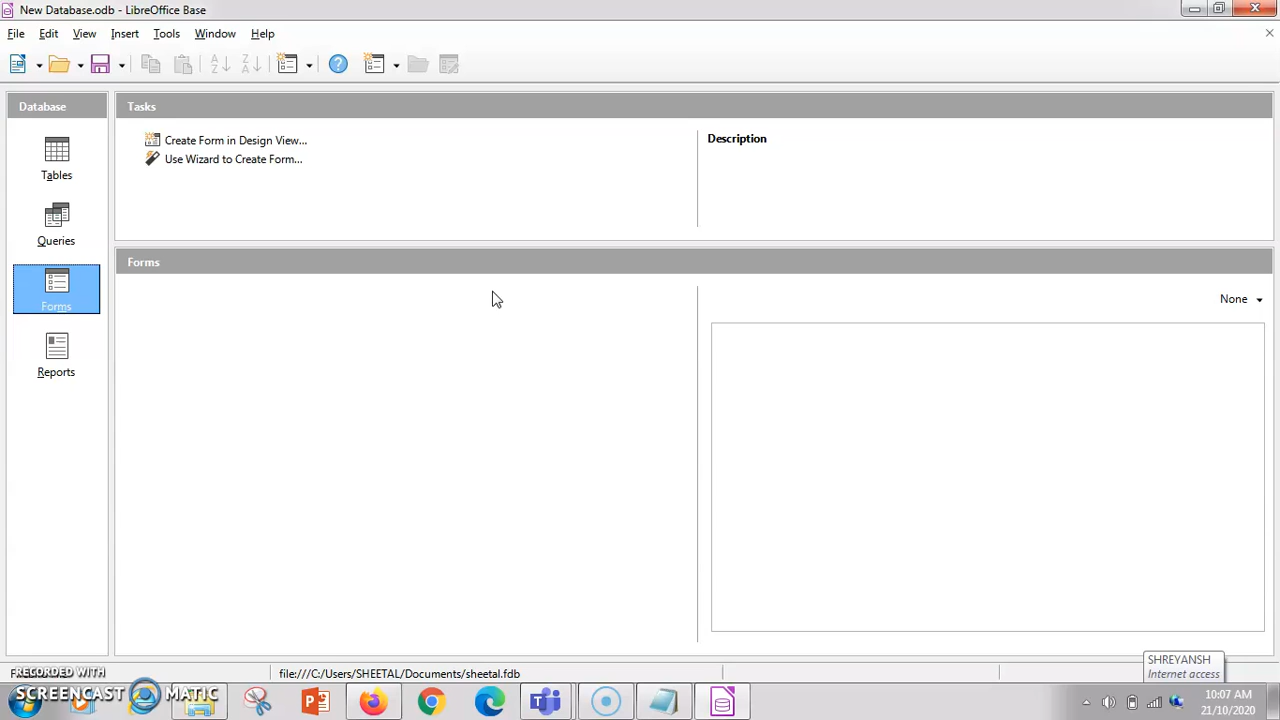 New Database.odb - LibreOffice Base
File Edit View Insert Tools Window Help
Database
Tables
Queries
Forms
Reports
Tasks
Create Form in Design View...
Use Wizard to Create Form...
Description
Forms
None
file:///C:/Users/SHEETAL/Documents/sheetal.fdb
SHREYANSH
Internet access
RECORDED WITH
SCREENCAST MATIC
10:07 AM
21/10/2020